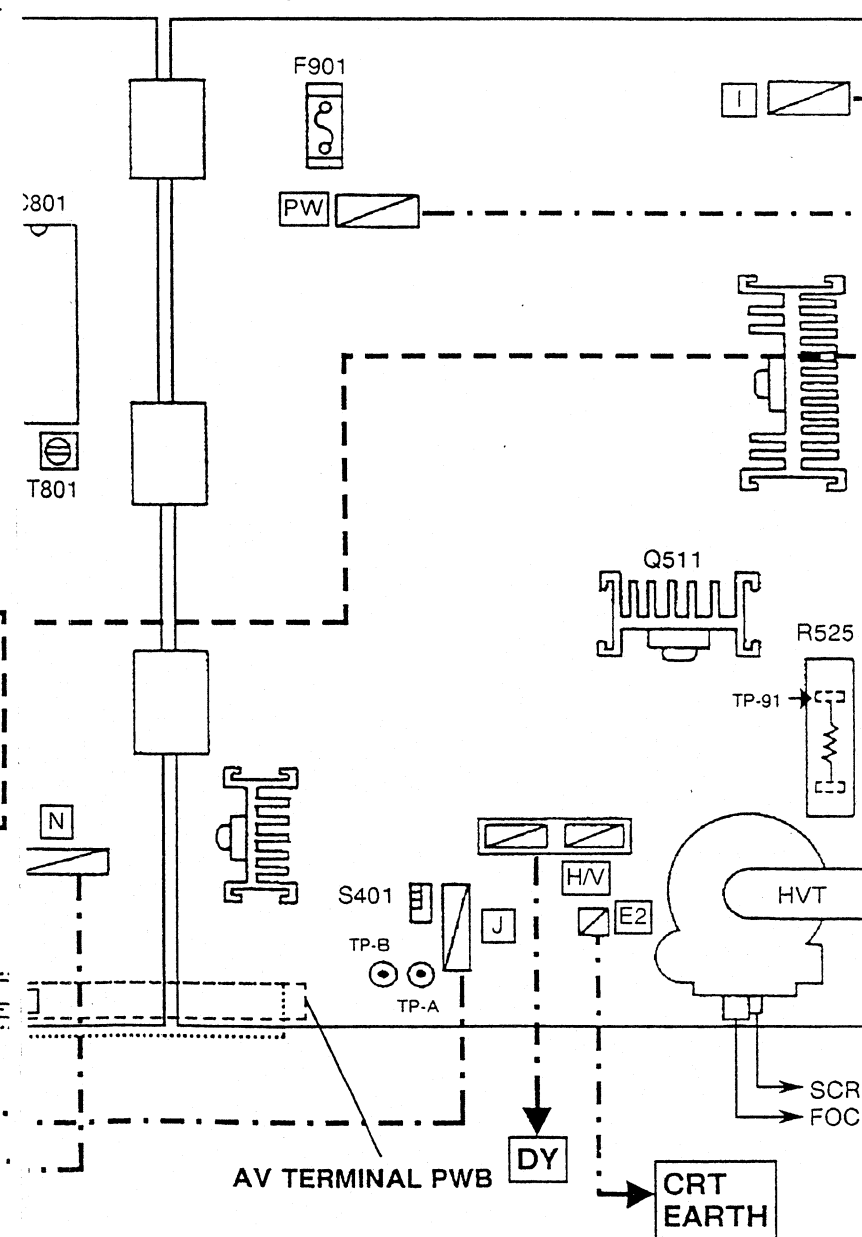 F901
I
PW
801
T801
Q511
R525
TP-91
N
H/V
S401
J
E2
HVT
TP-B
TP-A
SCR
FOC
AV TERMINAL PWB
DY
CRT
EARTH